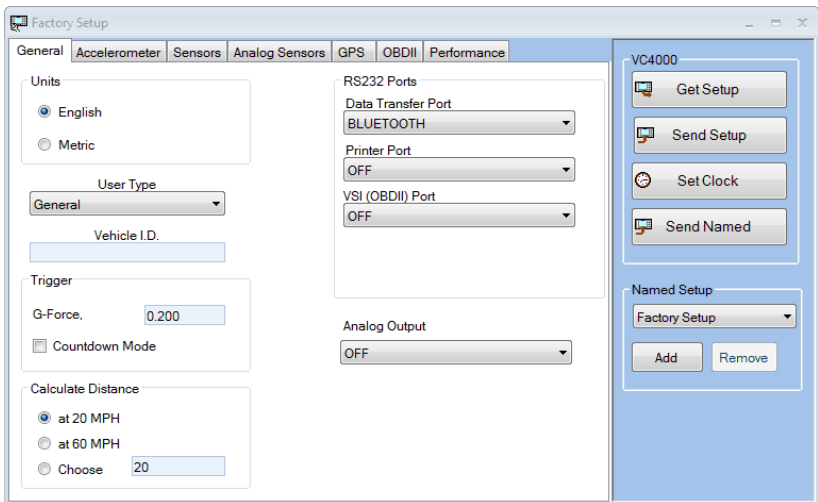 Factory Setup
General Accelerometer Sensors Analog Sensors GPS OBDII Performance
Units
English
Metric
User Type
General
Vehicle I.D.
Trigger
G-Force, 0.200
Countdown Mode
Calculate Distance
at 20 MPH
at 60 MPH
Choose 20
RS232 Ports
Data Transfer Port
BLUETOOTH
Printer Port
OFF
VSI (OBDII) Port
OFF
Analog Output
OFF
VC4000
Get Setup
Send Setup
Set Clock
Send Named
Named Setup
Factory Setup
Add Remove